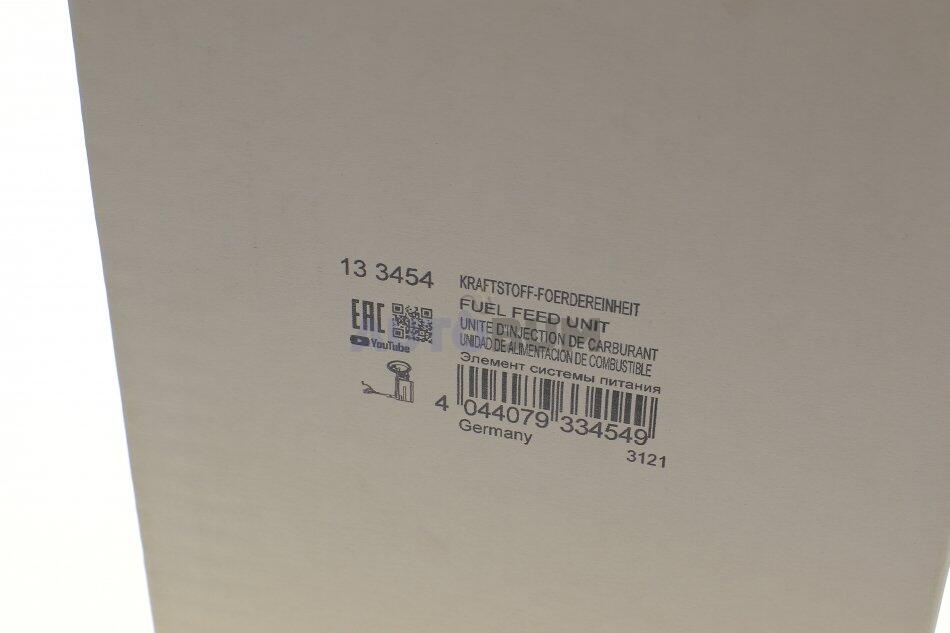 13 3454
KRAFTSTOFF-FOERDEREINHEIT
FUEL FEED UNIT
UNITE D'INJECTION DE CARBURANT
UNIDAD DE ALIMENTACION DE COMBUSTIBLE
Элемент системы питания
EAC
YouTube
4 044079 334549
Germany
3121